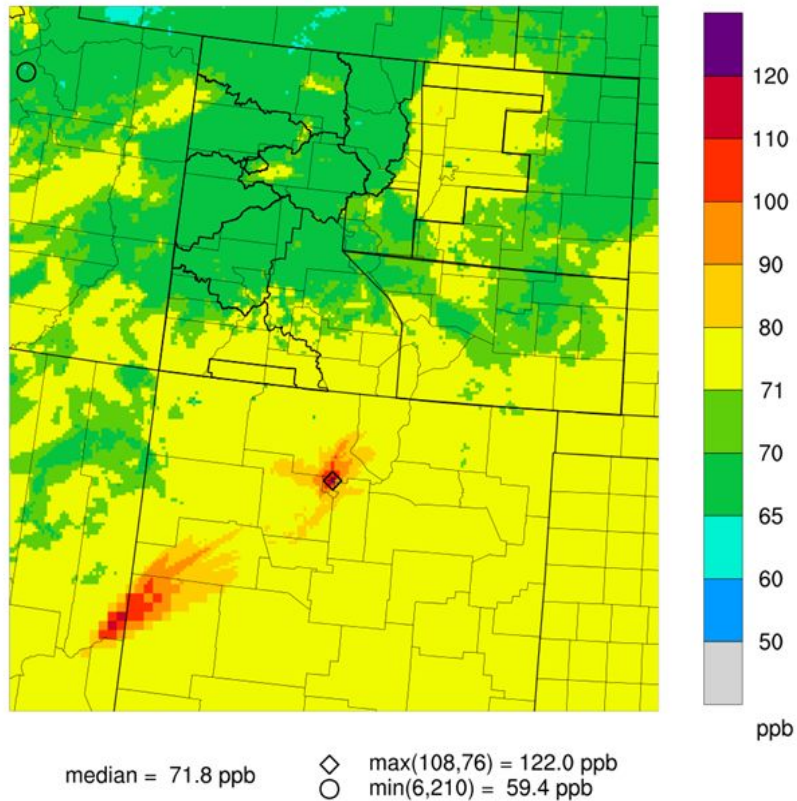 120
110
100
90
80
71
70
65
60
50
ppb
median = 71.8 ppb
max(108,76) = 122.0 ppb
min(6,210) = 59.4 ppb